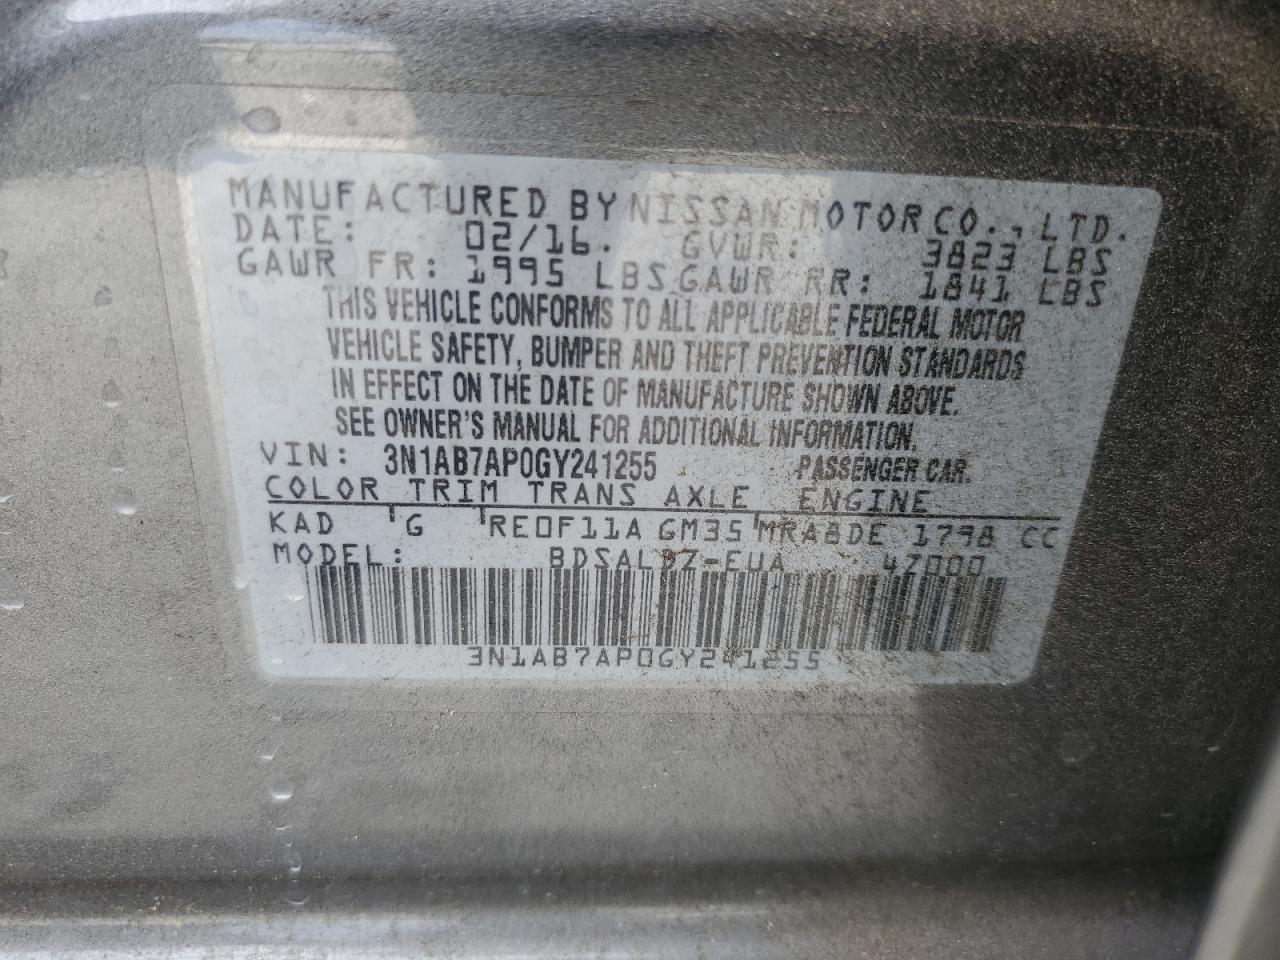 MANUFACTURED BY NISSAN MOTOR CO., LTD.
DATE: 02/16. GVWR: 3823 LBS
GAWR FR: 1995 LBS GAWR RR: 1841 LBS
THIS VEHICLE CONFORMS TO ALL APPLICABLE FEDERAL MOTOR
VEHICLE SAFETY, BUMPER AND THEFT PREVENTION STANDARDS
IN EFFECT ON THE DATE OF MANUFACTURE SHOWN ABOVE.
SEE OWNER'S MANUAL FOR ADDITIONAL INFORMATION.
VIN: 3N1AB7AP0GY241255 PASSENGER CAR.
COLOR TRIM TRANS AXLE ENGINE
KAD G RE0F11A GM35 MRA8DE 1798 CC
MODEL: 47000
3N1AB7AP0GY241255